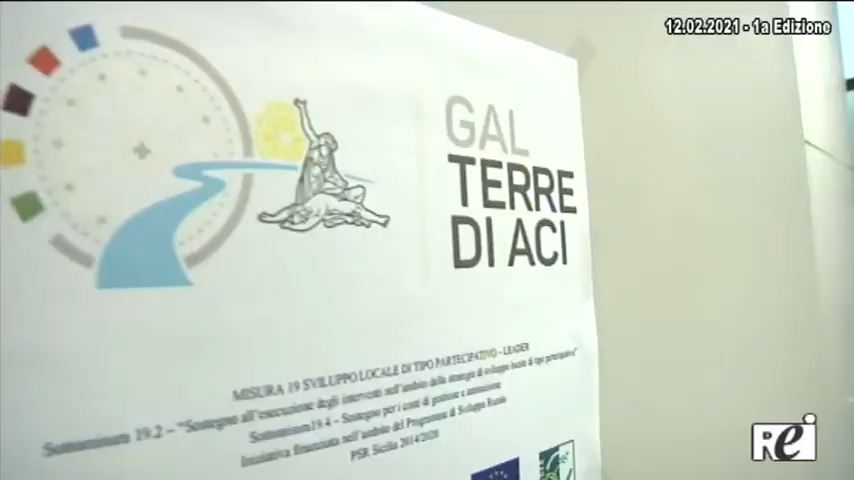 12.02.2021 - 1a Edizione
GAL
TERRE
DI ACI
MISURA 19 SVILUPPO LOCALE DI TIPO PARTECIPATIVO - LEADER
Sottomisura 19.2 – "Sostegno all'esecuzione degli interventi nell'ambito della strategia di sviluppo locale di tipo partecipativo"
Sottomisura 19.4 – Sostegno per i costi di gestione e animazione
Iniziativa finanziata nell'ambito del Programma di Sviluppo Rurale
PSR Sicilia 2014/2020
Rei